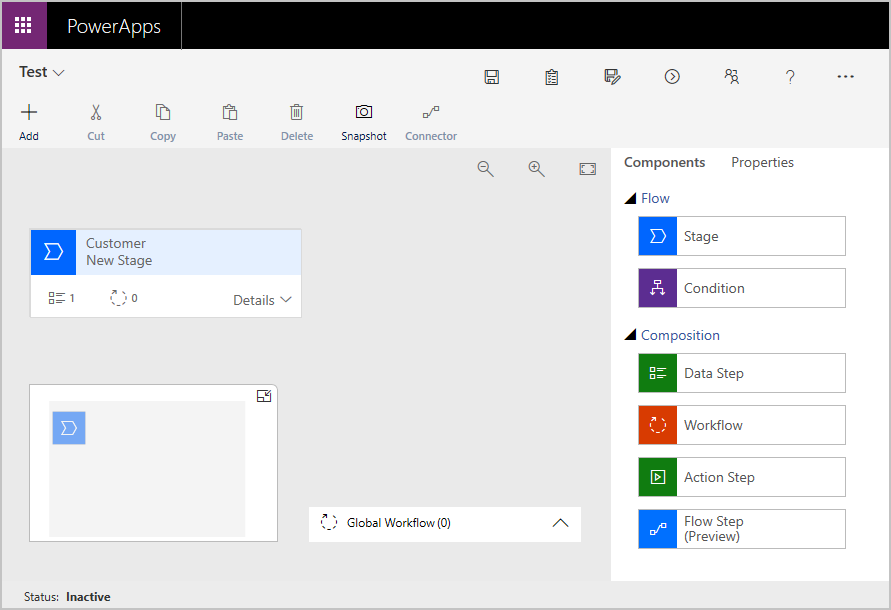 PowerApps
Test
Add
Cut
Copy
Paste
Delete
Snapshot
Connector
Components
Properties
Flow
Stage
Condition
Composition
Data Step
Workflow
Action Step
Flow Step
(Preview)
Customer
New Stage
1
0
Details
Global Workflow (0)
Status: Inactive